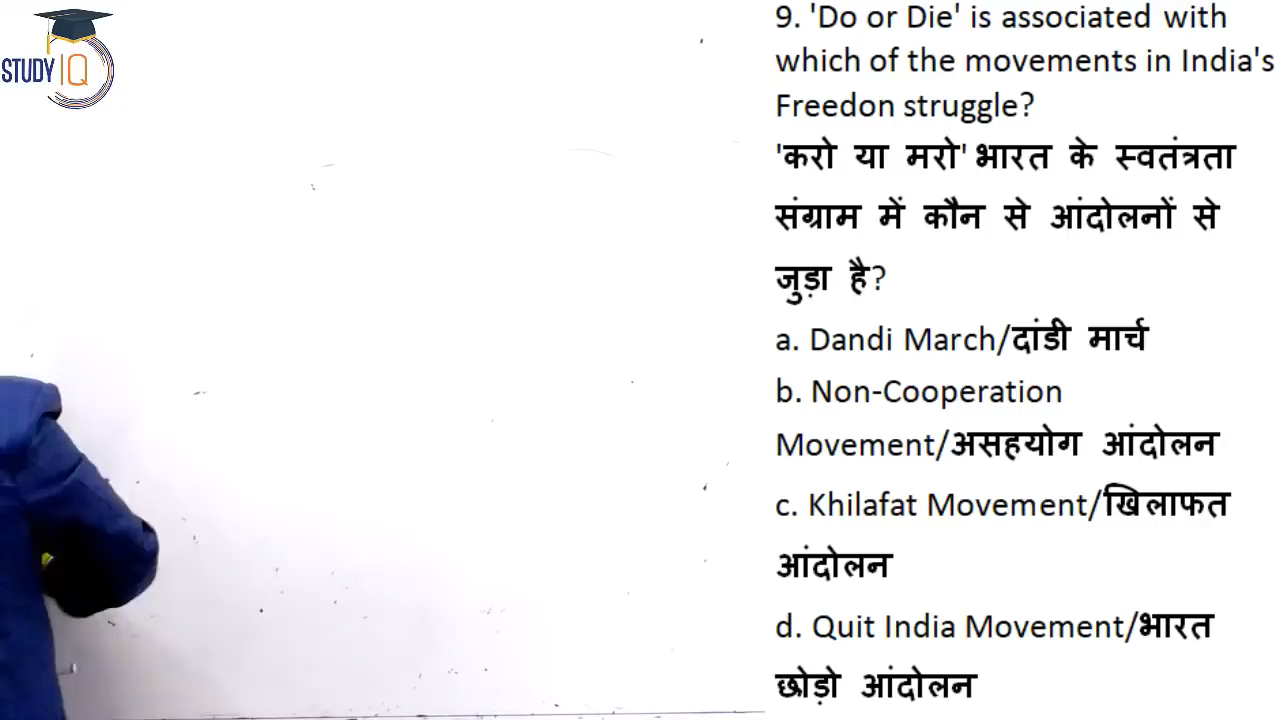 STUDY IQ
9. 'Do or Die' is associated with
which of the movements in India's
Freedon struggle?
'करो या मरो' भारत के स्वतंत्रता
संग्राम में कौन से आंदोलनों से
जुड़ा है?
a. Dandi March/दांडी मार्च
b. Non-Cooperation
Movement/असहयोग आंदोलन
c. Khilafat Movement/खिलाफत
आंदोलन
d. Quit India Movement/भारत
छोड़ो आंदोलन